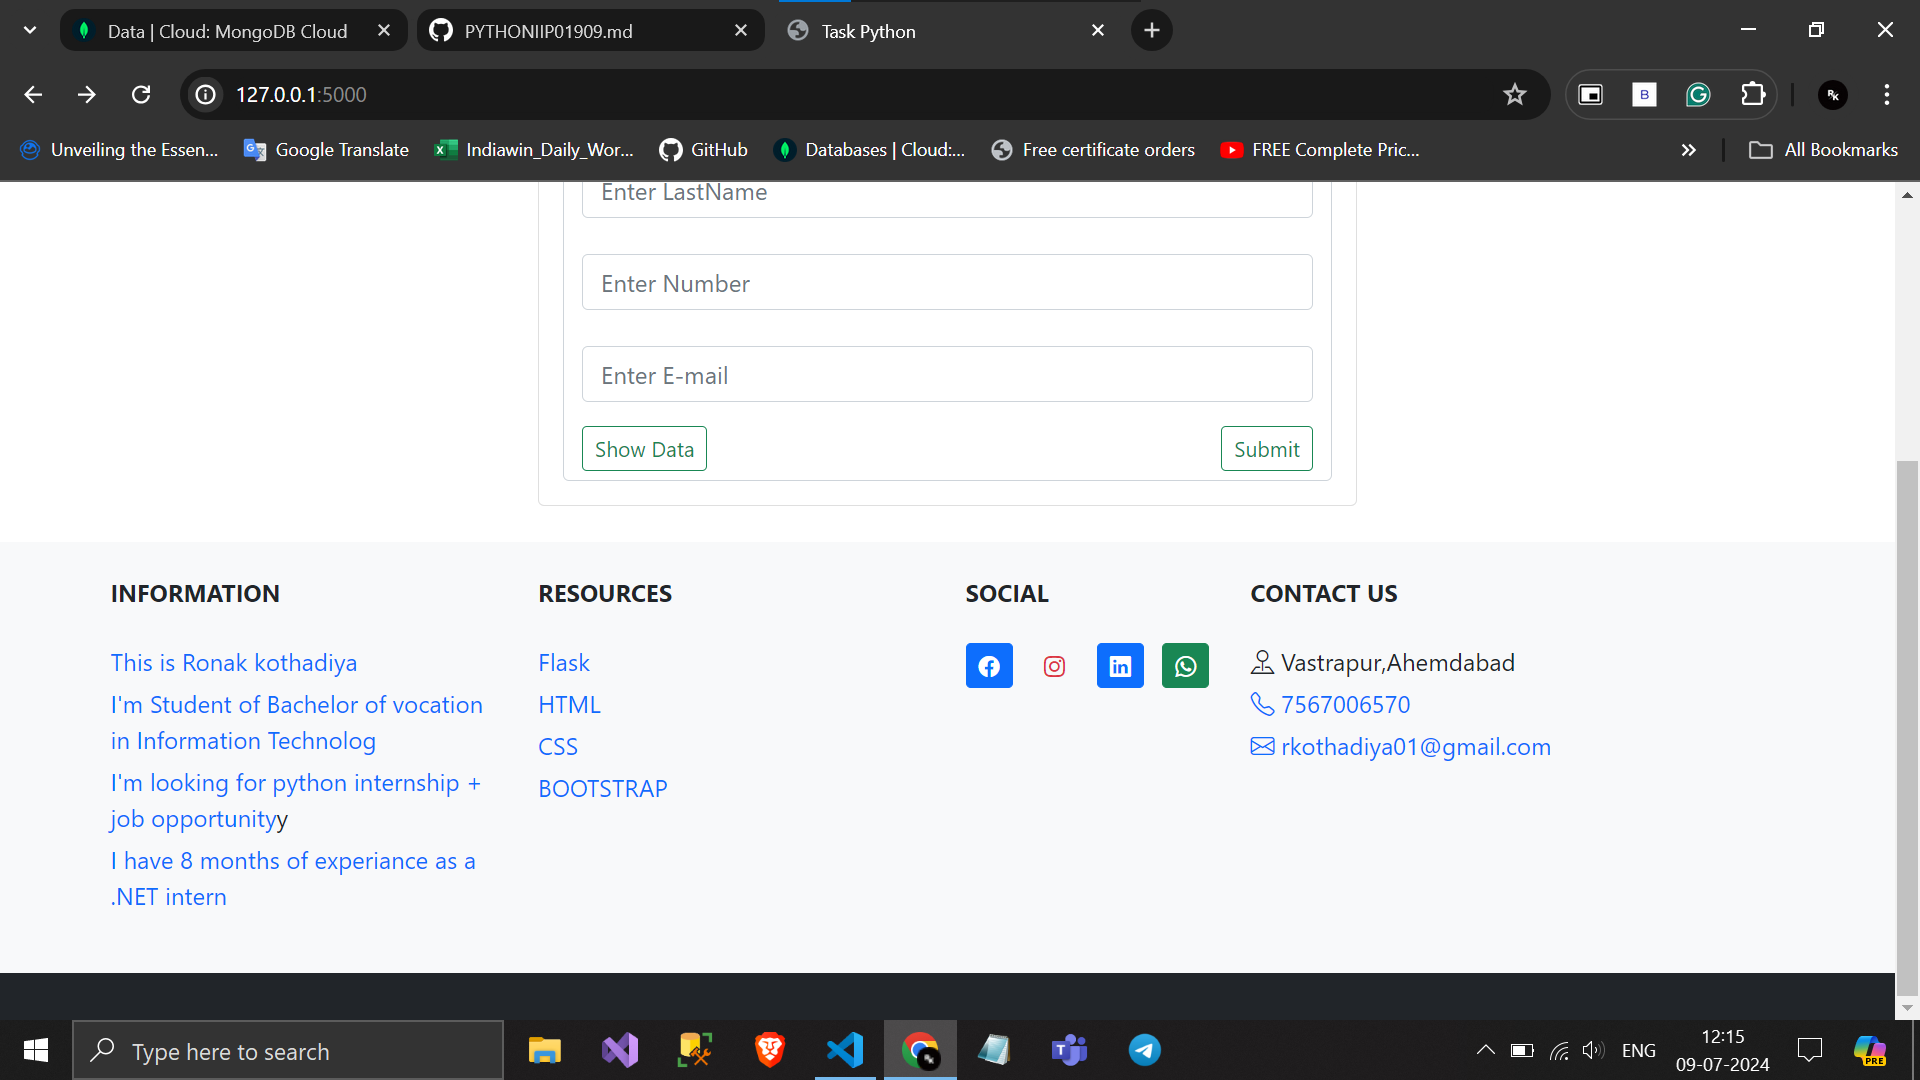 Data | Cloud: MongoDB Cloud
PYTHONIIP01909.md
Task Python
127.0.0.1:5000
B
RK
Unveiling the Essen...
Google Translate
Indiawin_Daily_Wor...
GitHub
Databases | Cloud:...
Free certificate orders
FREE Complete Pric...
All Bookmarks
Enter LastName
Enter Number
Enter E-mail
Show Data
Submit
INFORMATION
This is Ronak kothadiya
I'm Student of Bachelor of vocation
in Information Technolog
I'm looking for python internship +
job opportunityy
I have 8 months of experiance as a
.NET intern
RESOURCES
Flask
HTML
CSS
BOOTSTRAP
SOCIAL
CONTACT US
Vastrapur,Ahemdabad
7567006570
rkothadiya01@gmail.com
Type here to search
ENG
12:15
09-07-2024
PRE